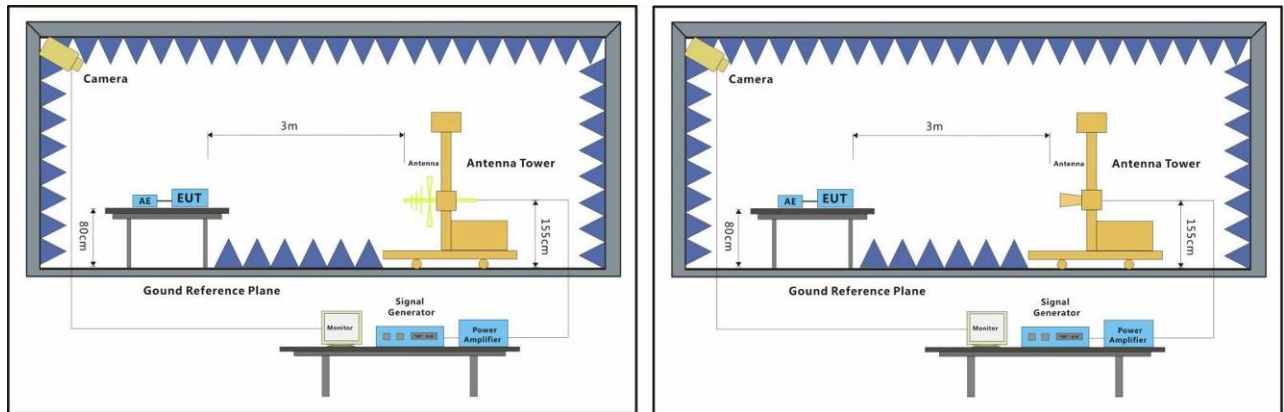 Camera
3m
Antenna
Antenna Tower
AE
EUT
80cm
155cm
Gound Reference Plane
Signal
Generator
Monitor
Power
Amplifier
Camera
3m
Antenna
Antenna Tower
AE
EUT
80cm
155cm
Gound Reference Plane
Signal
Generator
Monitor
Power
Amplifier